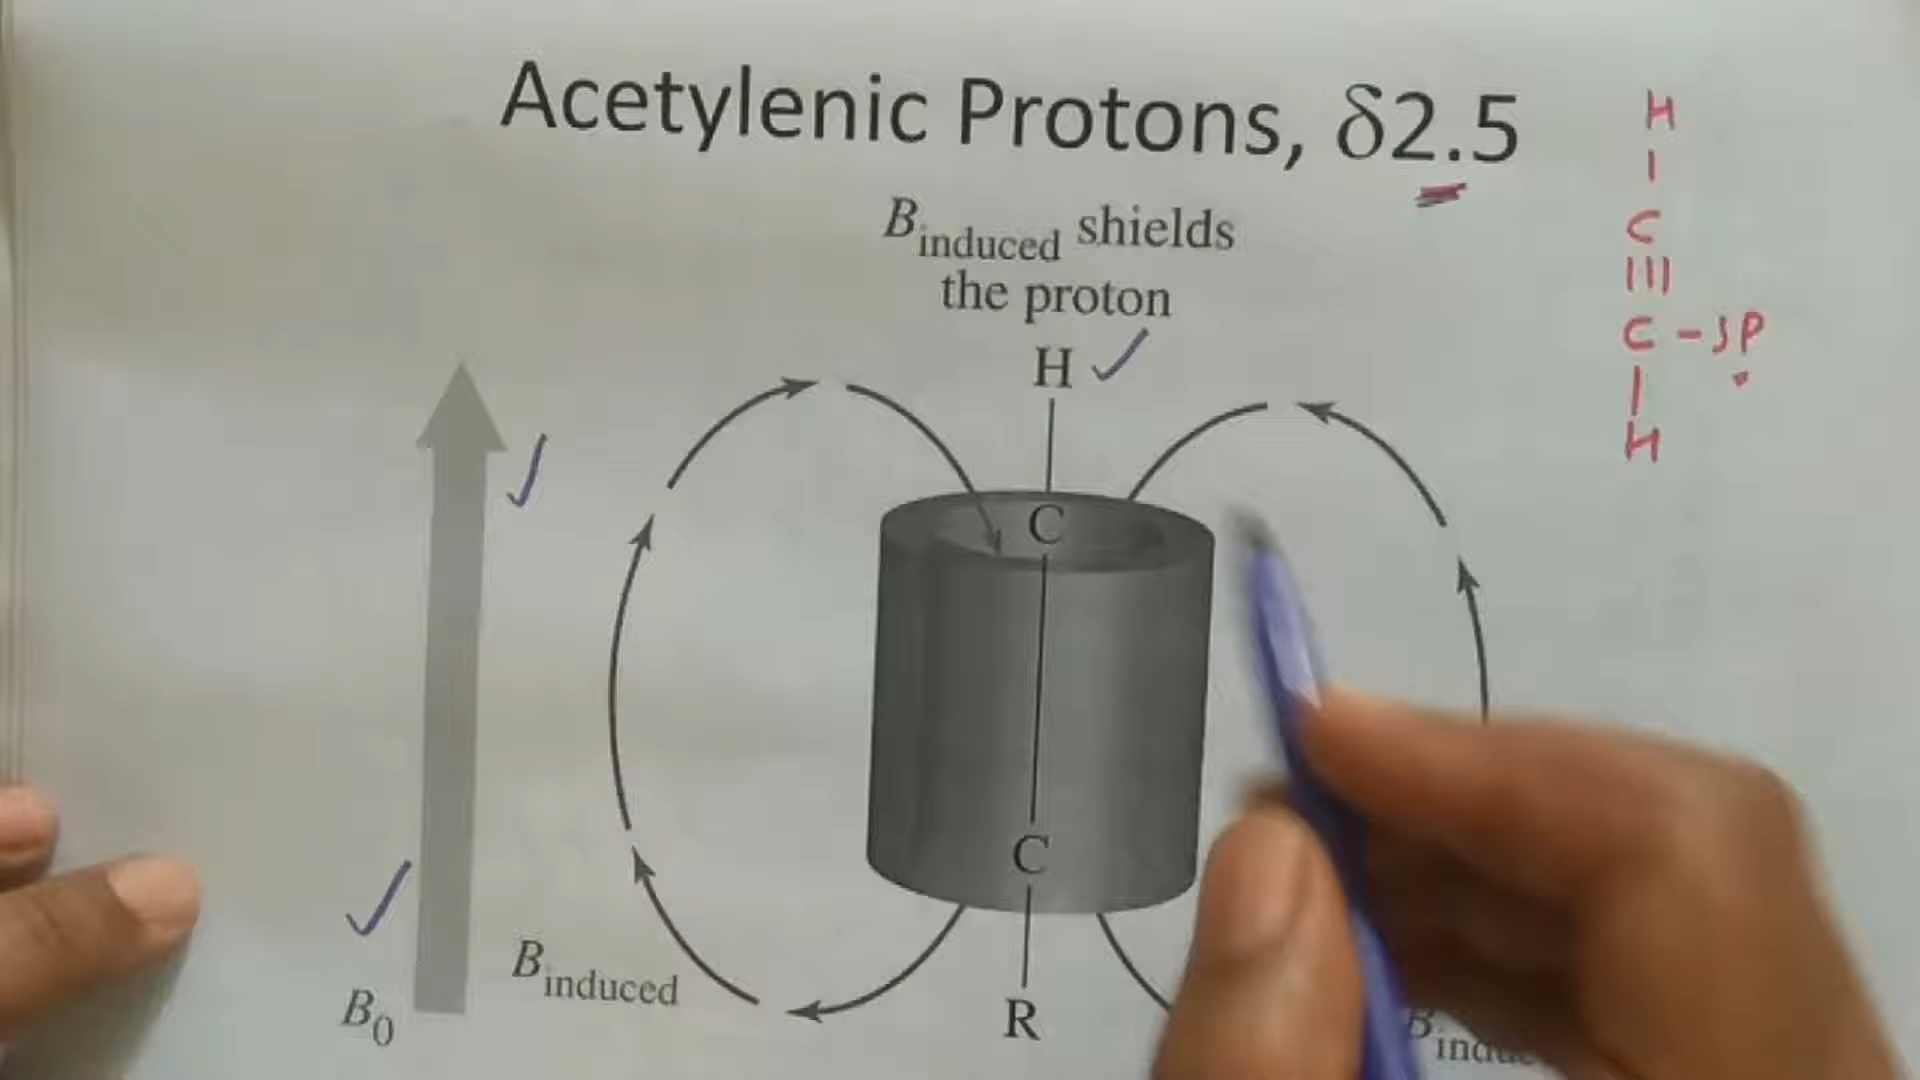 Acetylenic Protons, δ2.5
B induced shields
the proton
H
C
C
R
B0
B induced
H
|
C
|||
C - SP
|
H